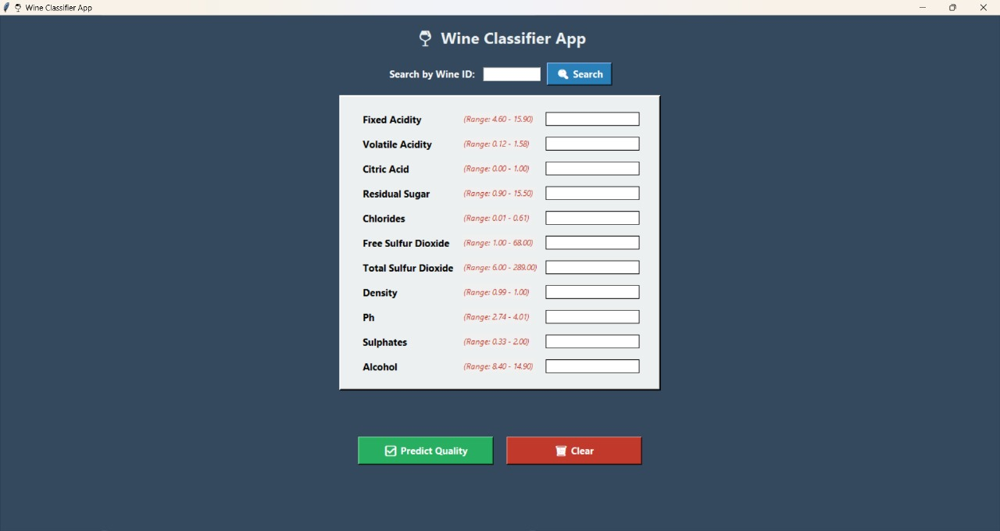 Wine Classifier App
Wine Classifier App
Search by Wine ID: Search
Fixed Acidity (Range: 4.60 - 15.90)
Volatile Acidity (Range: 0.12 - 1.58)
Citric Acid (Range: 0.00 - 1.00)
Residual Sugar (Range: 0.90 - 15.50)
Chlorides (Range: 0.01 - 0.61)
Free Sulfur Dioxide (Range: 1.00 - 68.00)
Total Sulfur Dioxide (Range: 6.00 - 289.00)
Density (Range: 0.99 - 1.00)
Ph (Range: 2.74 - 4.01)
Sulphates (Range: 0.33 - 2.00)
Alcohol (Range: 8.40 - 14.90)
Predict Quality Clear